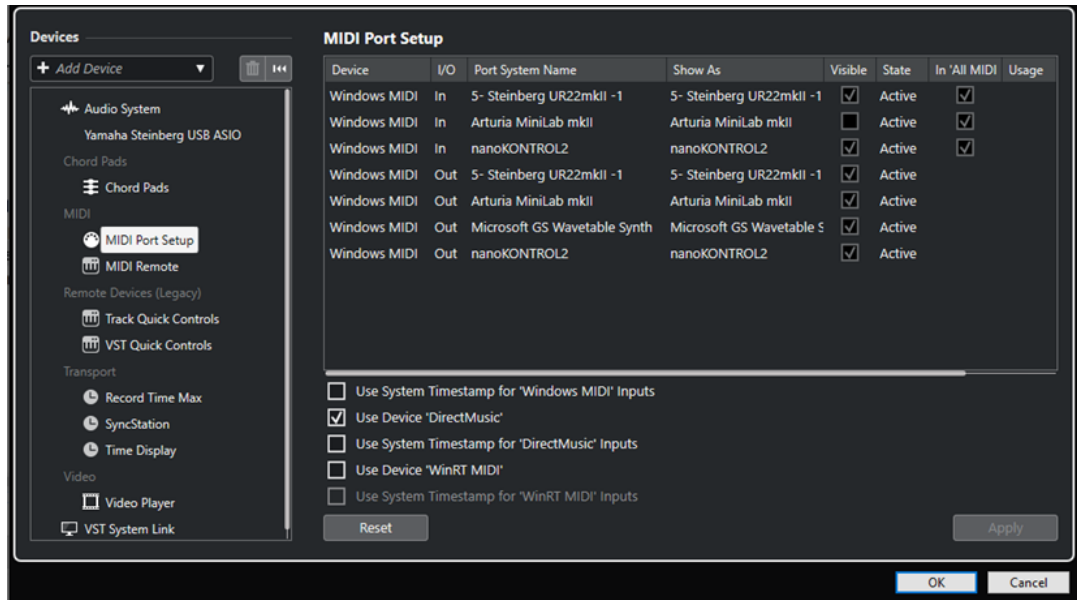 Devices
+ Add Device
Audio System
Yamaha Steinberg USB ASIO
Chord Pads
Chord Pads
MIDI
MIDI Port Setup
MIDI Remote
Remote Devices (Legacy)
Track Quick Controls
VST Quick Controls
Transport
Record Time Max
SyncStation
Time Display
Video
Video Player
VST System Link
MIDI Port Setup
Device I/O Port System Name Show As Visible State In 'All MIDI Usage
Windows MIDI In 5- Steinberg UR22mkII -1 5- Steinberg UR22mkII -1 Active
Windows MIDI In Arturia MiniLab mkII Arturia MiniLab mkII Active
Windows MIDI In nanoKONTROL2 nanoKONTROL2 Active
Windows MIDI Out 5- Steinberg UR22mkII -1 5- Steinberg UR22mkII -1 Active
Windows MIDI Out Arturia MiniLab mkII Arturia MiniLab mkII Active
Windows MIDI Out Microsoft GS Wavetable Synth Microsoft GS Wavetable S Active
Windows MIDI Out nanoKONTROL2 nanoKONTROL2 Active
Use System Timestamp for 'Windows MIDI' Inputs
Use Device 'DirectMusic'
Use System Timestamp for 'DirectMusic' Inputs
Use Device 'WinRT MIDI'
Use System Timestamp for 'WinRT MIDI' Inputs
Reset Apply
OK Cancel